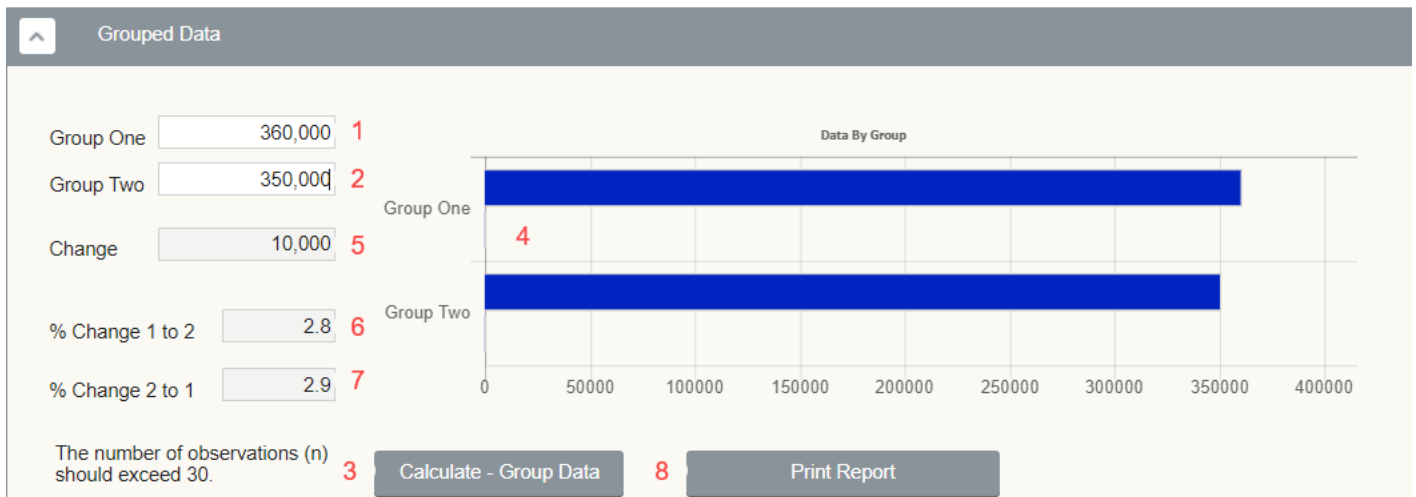 Grouped Data
Group One 360,000 1
Group Two 350,000 2
Change 10,000 5
% Change 1 to 2 2.8 6
% Change 2 to 1 2.9 7
Data By Group
Group One
4
Group Two
0 50000 100000 150000 200000 250000 300000 350000 400000
The number of observations (n)
should exceed 30.
3 Calculate - Group Data 8 Print Report